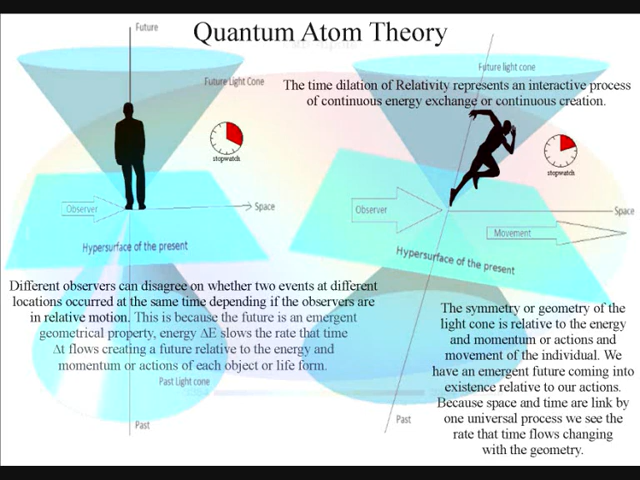 Quantum Atom Theory
Future
Future Light Cone
stopwatch
Observer
Space
Hypersurface of the present
Different observers can disagree on whether two events at different
locations occurred at the same time depending if the observers are
in relative motion. This is because the future is an emergent
geometrical property, energy ΔE slows the rate that time
Δt flows creating a future relative to the energy and
momentum or actions of each object or life form.
Past Light cone
Past
Future light cone
The time dilation of Relativity represents an interactive process
of continuous energy exchange or continuous creation.
stopwatch
Observer
Space
Movement
Hypersurface of the present
The symmetry or geometry of the
light cone is relative to the energy
and momentum or actions and
movement of the individual. We
have an emergent future coming into
existence relative to our actions.
Because space and time are link by
one universal process we see the
rate that time flows changing
with the geometry.
Past